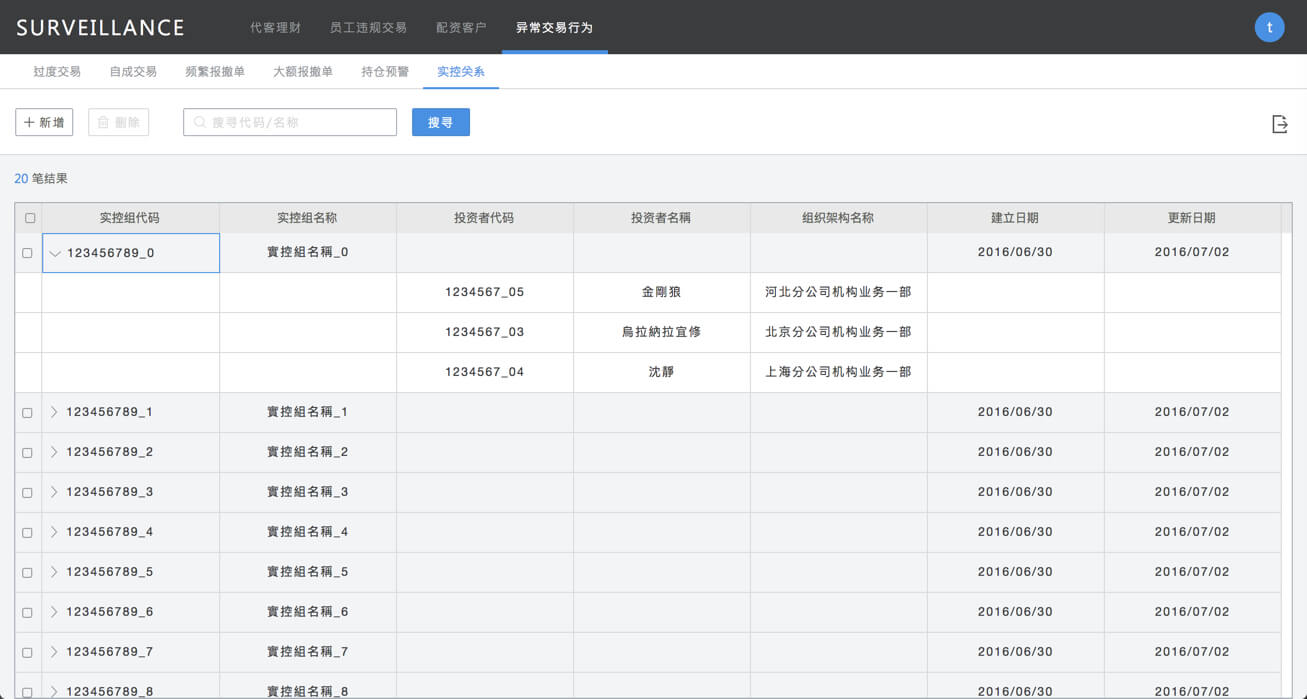 SURVEILLANCE 代客理财 员工违规交易 配资客户 异常交易行为 t
过度交易 自成交易 频繁报撤单 大额报撤单 持仓预警 实控关系
新增 删除 搜寻代码/名称 搜寻
20 笔结果
实控组代码 实控组名称 投资者代码 投资者名稱 组织架构名称 建立日期 更新日期
123456789_0 實控組名稱_0 2016/06/30 2016/07/02
1234567_05 金剛狼 河北分公司机构业务一部
1234567_03 烏拉納拉宜修 北京分公司机构业务一部
1234567_04 沈靜 上海分公司机构业务一部
123456789_1 實控組名稱_1 2016/06/30 2016/07/02
123456789_2 實控組名稱_2 2016/06/30 2016/07/02
123456789_3 實控組名稱_3 2016/06/30 2016/07/02
123456789_4 實控組名稱_4 2016/06/30 2016/07/02
123456789_5 實控組名稱_5 2016/06/30 2016/07/02
123456789_6 實控組名稱_6 2016/06/30 2016/07/02
123456789_7 實控組名稱_7 2016/06/30 2016/07/02
123456789_8 實控組名稱_8 2016/06/30 2016/07/02